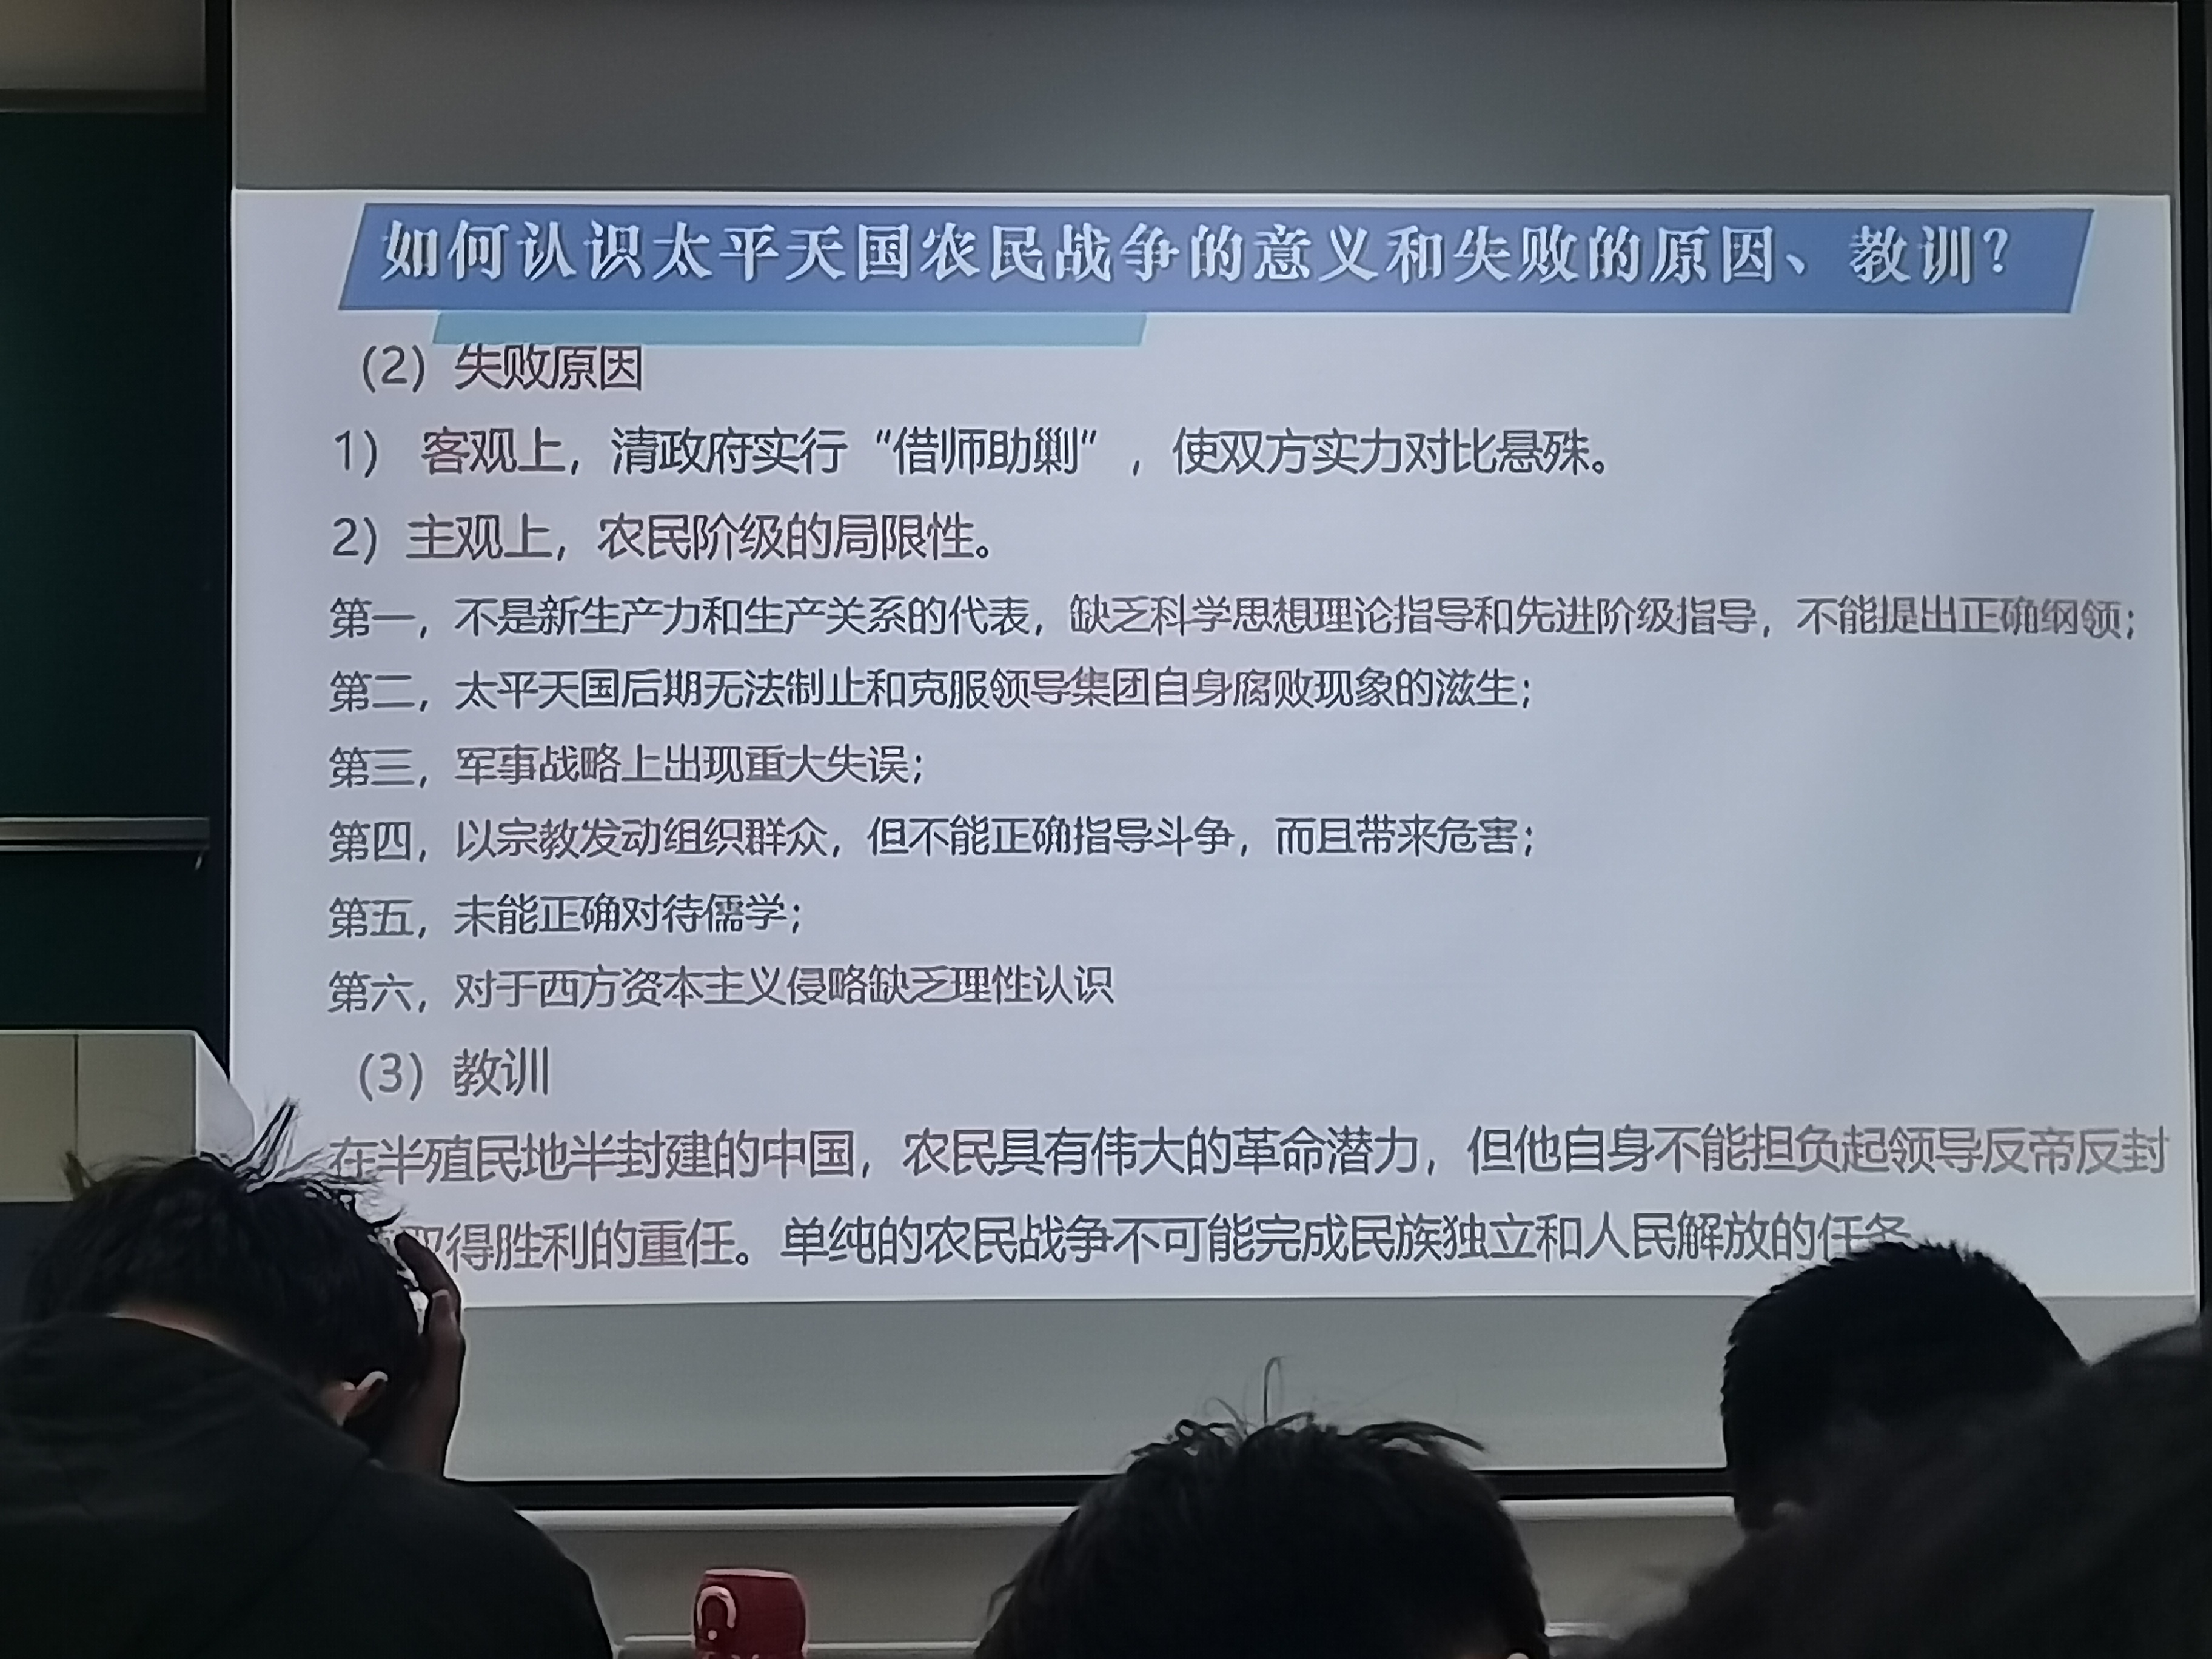 如何认识太平天国农民战争的意义和失败的原因、教训？
（2）失败原因
1） 客观上，清政府实行“借师助剿”，使双方实力对比悬殊。
2）主观上，农民阶级的局限性。
第一，不是新生产力和生产关系的代表，缺乏科学思想理论指导和先进阶级指导，不能提出正确纲领；
第二，太平天国后期无法制止和克服领导集团自身腐败现象的滋生；
第三，军事战略上出现重大失误；
第四，以宗教发动组织群众，但不能正确指导斗争，而且带来危害；
第五，未能正确对待儒学；
第六，对于西方资本主义侵略缺乏理性认识
（3）教训
在半殖民地半封建的中国，农民具有伟大的革命潜力，但他自身不能担负起领导反帝反封
取得胜利的重任。单纯的农民战争不可能完成民族独立和人民解放的任务